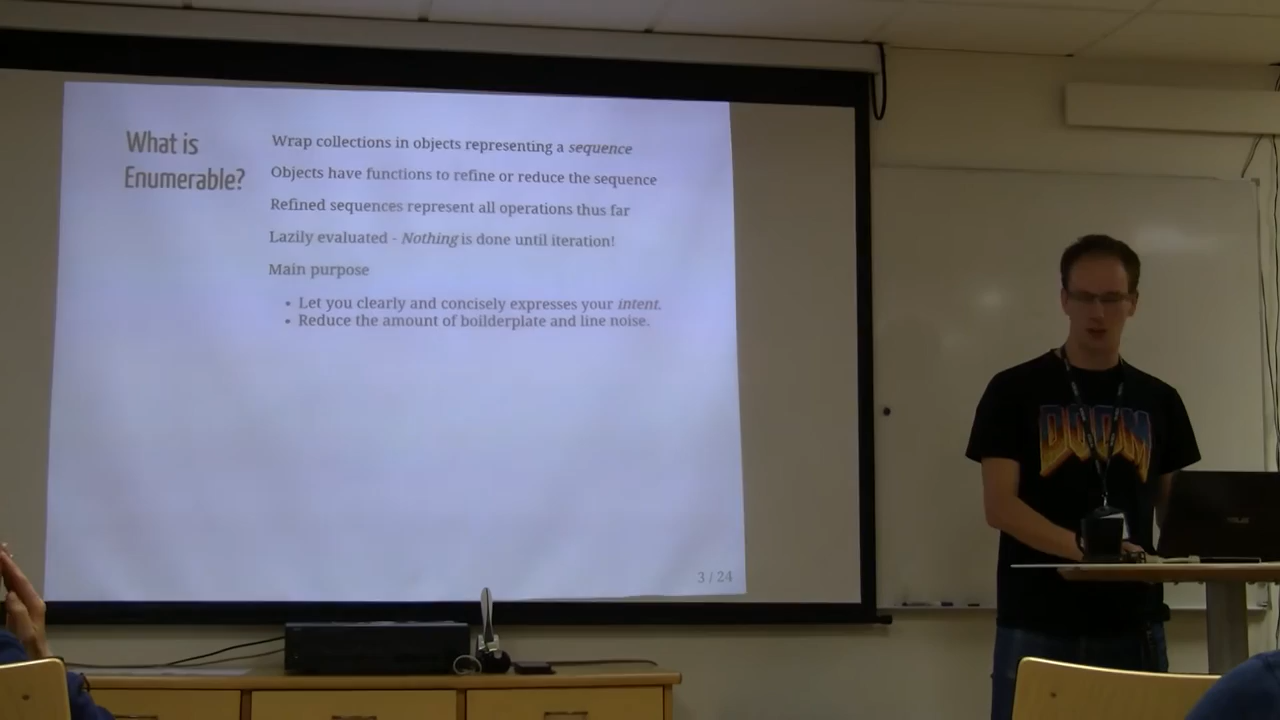 What is
Enumerable?
Wrap collections in objects representing a sequence
Objects have functions to refine or reduce the sequence
Refined sequences represent all operations thus far
Lazily evaluated - Nothing is done until iteration!
Main purpose
• Let you clearly and concisely expresses your intent.
• Reduce the amount of boilderplate and line noise.
3 / 24
DOOM
ASUS